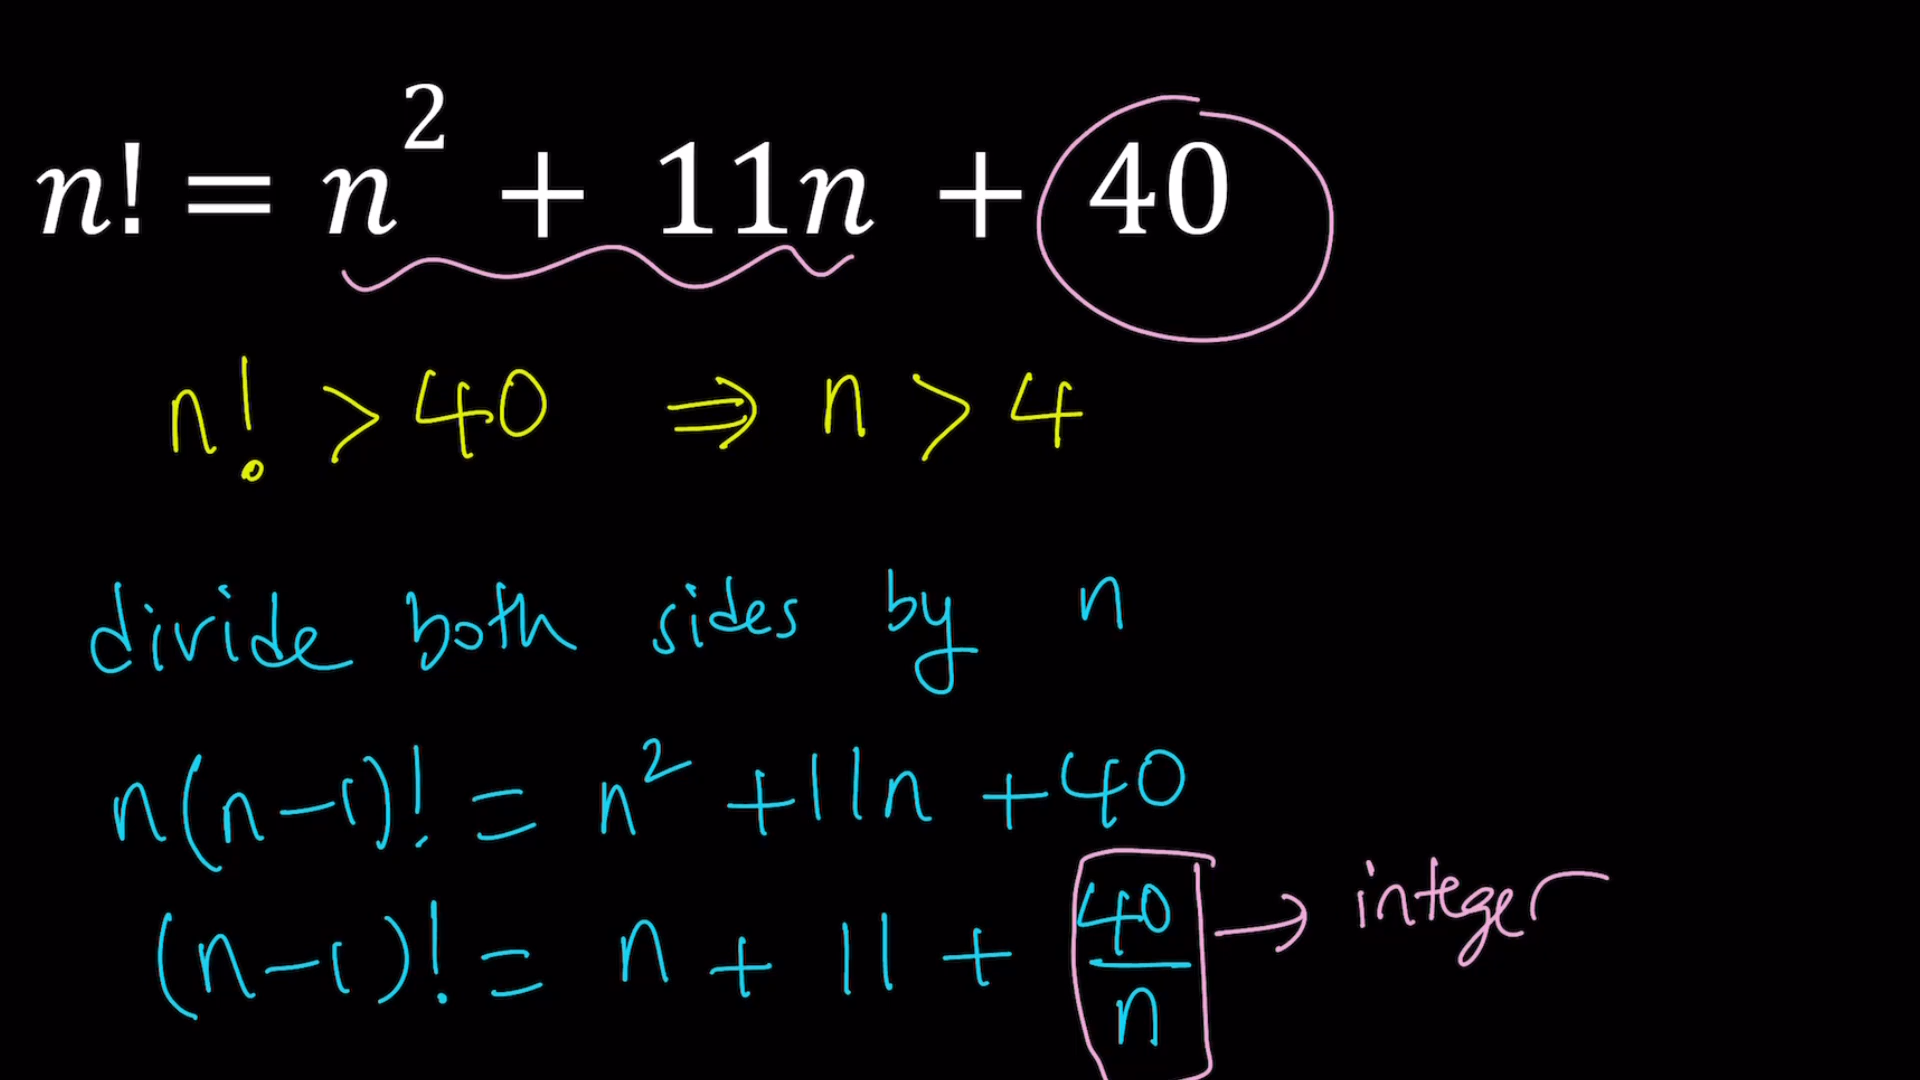 n! = n² + 11n + 40
n! > 40 ⇒ n > 4
divide both sides by n
n(n-1)! = n² + 11n + 40
(n-1)! = n + 11 + 40/n → integer